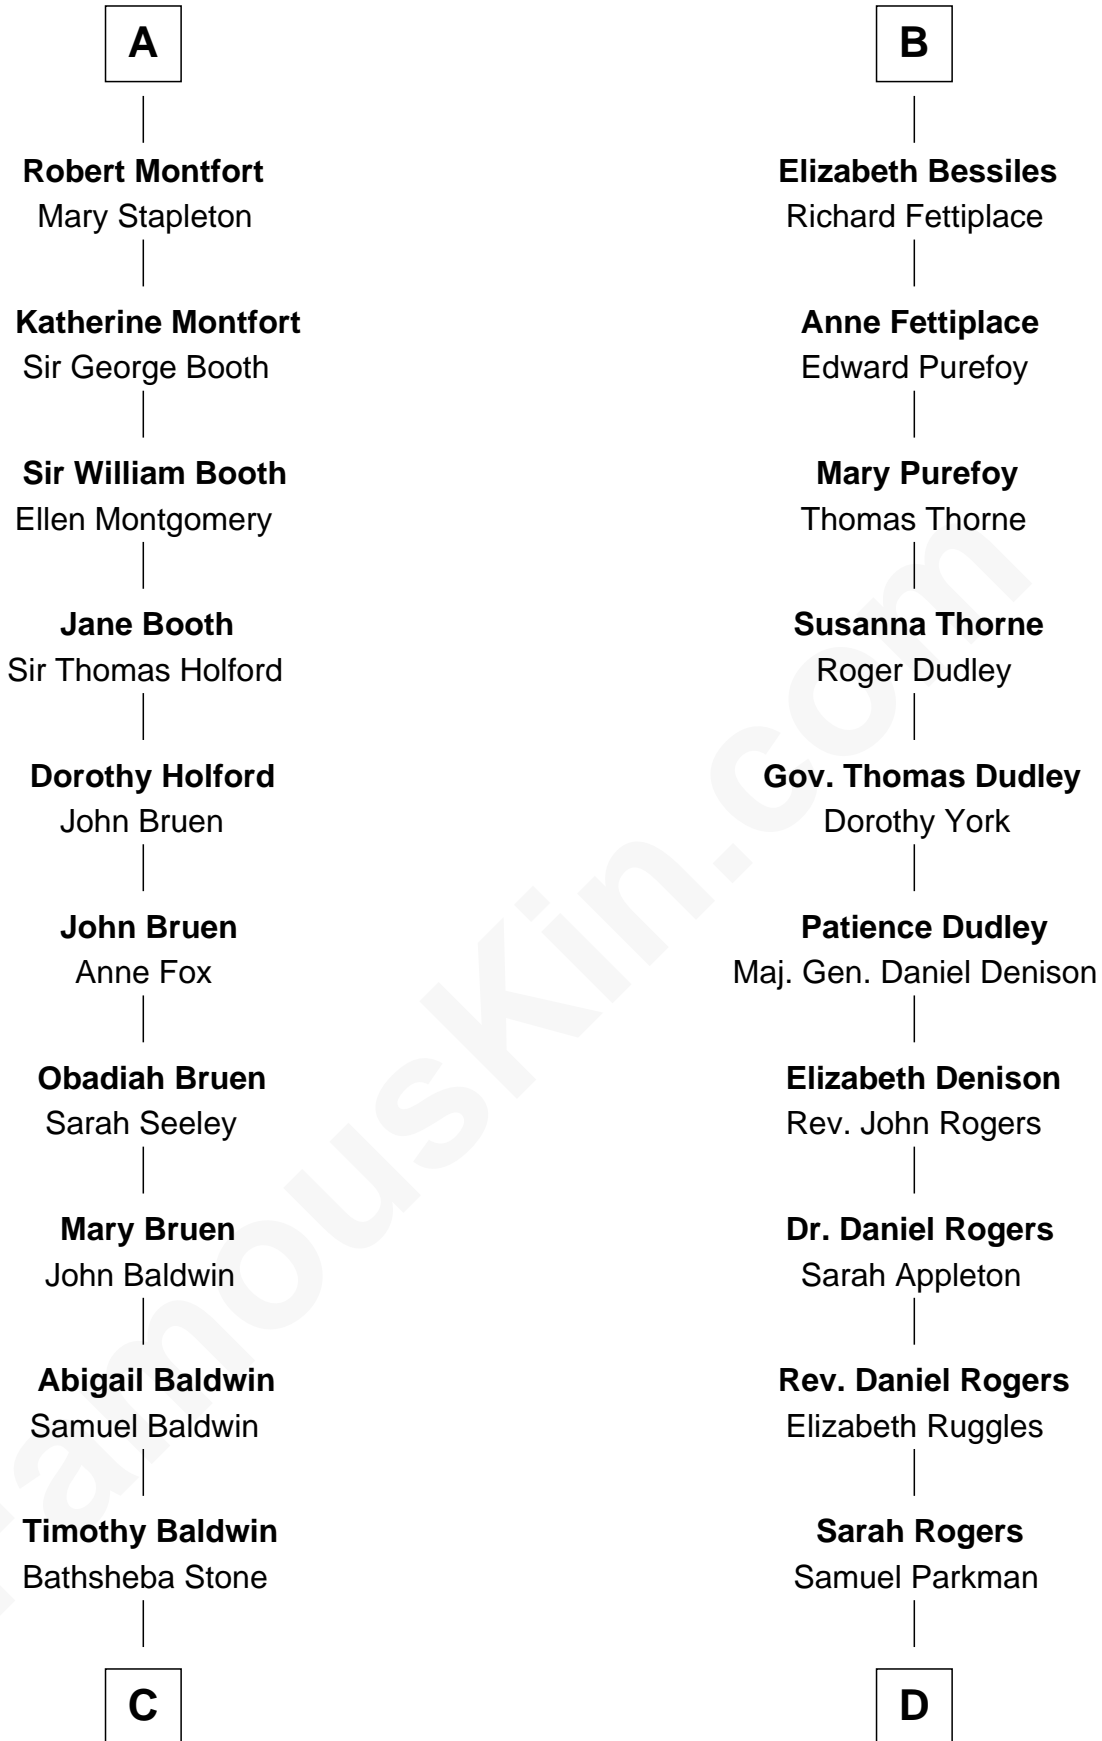 A
Robert Montfort
Mary Stapleton
Katherine Montfort
Sir George Booth
Sir William Booth
Ellen Montgomery
Jane Booth
Sir Thomas Holford
Dorothy Holford
John Bruen
John Bruen
Anne Fox
Obadiah Bruen
Sarah Seeley
Mary Bruen
John Baldwin
Abigail Baldwin
Samuel Baldwin
Timothy Baldwin
Bathsheba Stone
C
B
Elizabeth Bessiles
Richard Fettiplace
Anne Fettiplace
Edward Purefoy
Mary Purefoy
Thomas Thorne
Susanna Thorne
Roger Dudley
Gov. Thomas Dudley
Dorothy York
Patience Dudley
Maj. Gen. Daniel Denison
Elizabeth Denison
Rev. John Rogers
Dr. Daniel Rogers
Sarah Appleton
Rev. Daniel Rogers
Elizabeth Ruggles
Sarah Rogers
Samuel Parkman
D
FamousKin.com